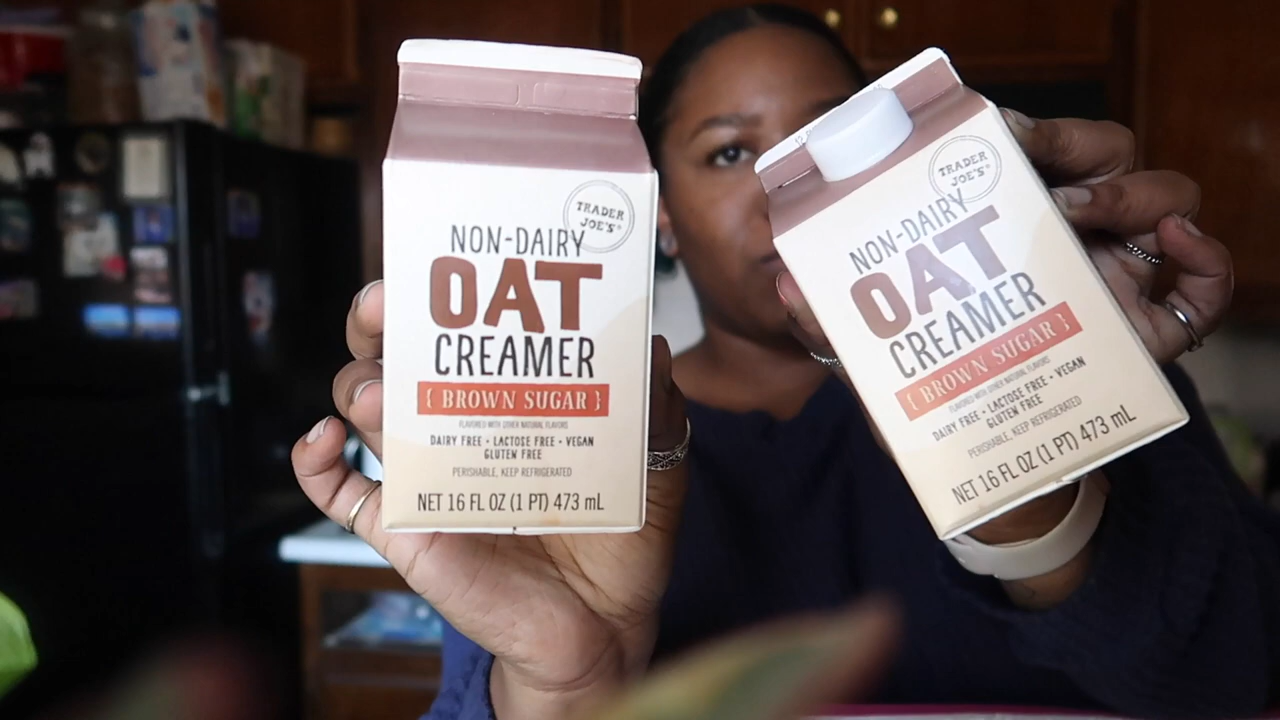 TRADER
JOE'S®
NON-DAIRY
OAT
CREAMER
{ BROWN SUGAR }
FLAVORED WITH OTHER NATURAL FLAVORS
DAIRY FREE • LACTOSE FREE • VEGAN
GLUTEN FREE
PERISHABLE, KEEP REFRIGERATED
NET 16 FL OZ (1 PT) 473 mL
TRADER
JOE'S®
NON-DAIRY
OAT
CREAMER
{ BROWN SUGAR }
FLAVORED WITH OTHER NATURAL FLAVORS
DAIRY FREE • LACTOSE FREE • VEGAN
GLUTEN FREE
PERISHABLE, KEEP REFRIGERATED
NET 16 FL OZ (1 PT) 473 mL